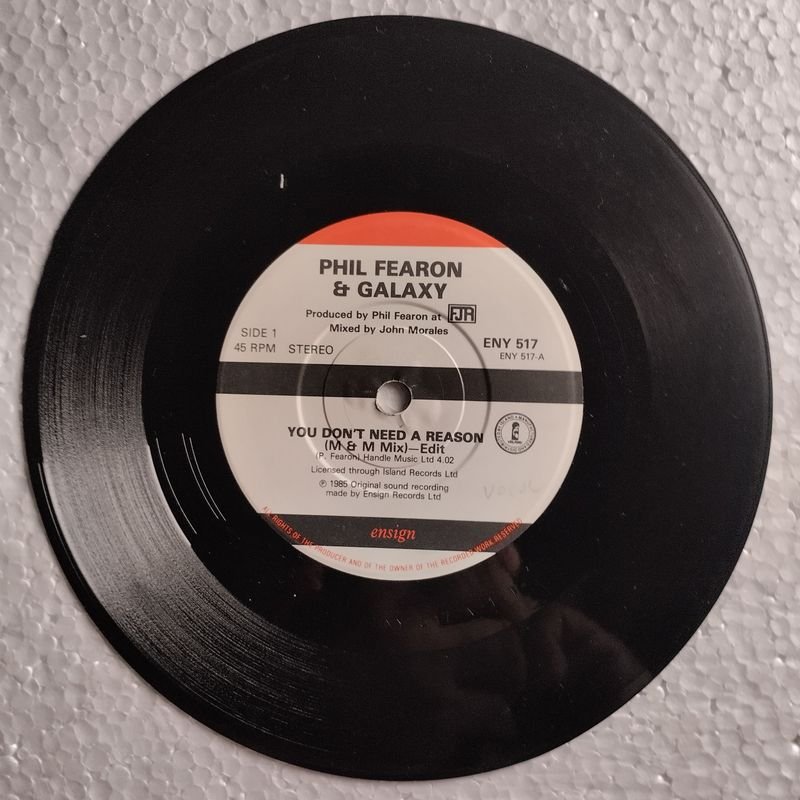 PHIL FEARON
& GALAXY
Produced by Phil Fearon at FJR
Mixed by John Morales
SIDE 1
45 RPM STEREO
ENY 517
ENY 517-A
YOU DON'T NEED A REASON
(M & M Mix)—Edit
(P. Fearon) Handle Music Ltd 4.02
Licensed through Island Records Ltd
℗ 1985 Original sound recording
made by Ensign Records Ltd
ensign
ALL RIGHTS OF THE PRODUCER AND OF THE OWNER OF THE RECORDED WORK RESERVED